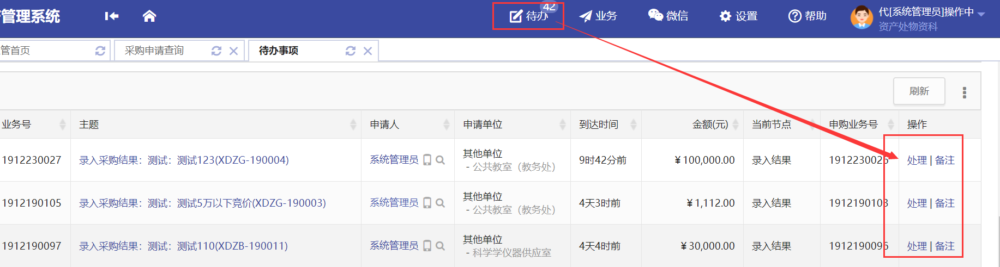 管理系统
待办
42
业务
微信
设置
帮助
代[系统管理员]操作中
资产处物资科
管首页
采购申请查询
待办事项
刷新
业务号
主题
申请人
申请单位
到达时间
金额(元)
当前节点
申购业务号
操作
1912230027
录入采购结果：测试：测试123(XDZG-190004)
系统管理员
其他单位
- 公共教室（教务处）
9时42分前
¥100,000.00
录入结果
1912230026
处理 | 备注
1912190105
录入采购结果：测试：测试5万以下竞价(XDZG-190003)
系统管理员
其他单位
- 公共教室（教务处）
4天3时前
¥1,112.00
录入结果
1912190103
处理 | 备注
1912190097
录入采购结果：测试：测试110(XDZB-190011)
系统管理员
其他单位
- 科学学仪器供应室
4天4时前
¥30,000.00
录入结果
1912190096
处理 | 备注